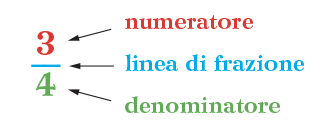 3 numeratore
linea di frazione
4 denominatore